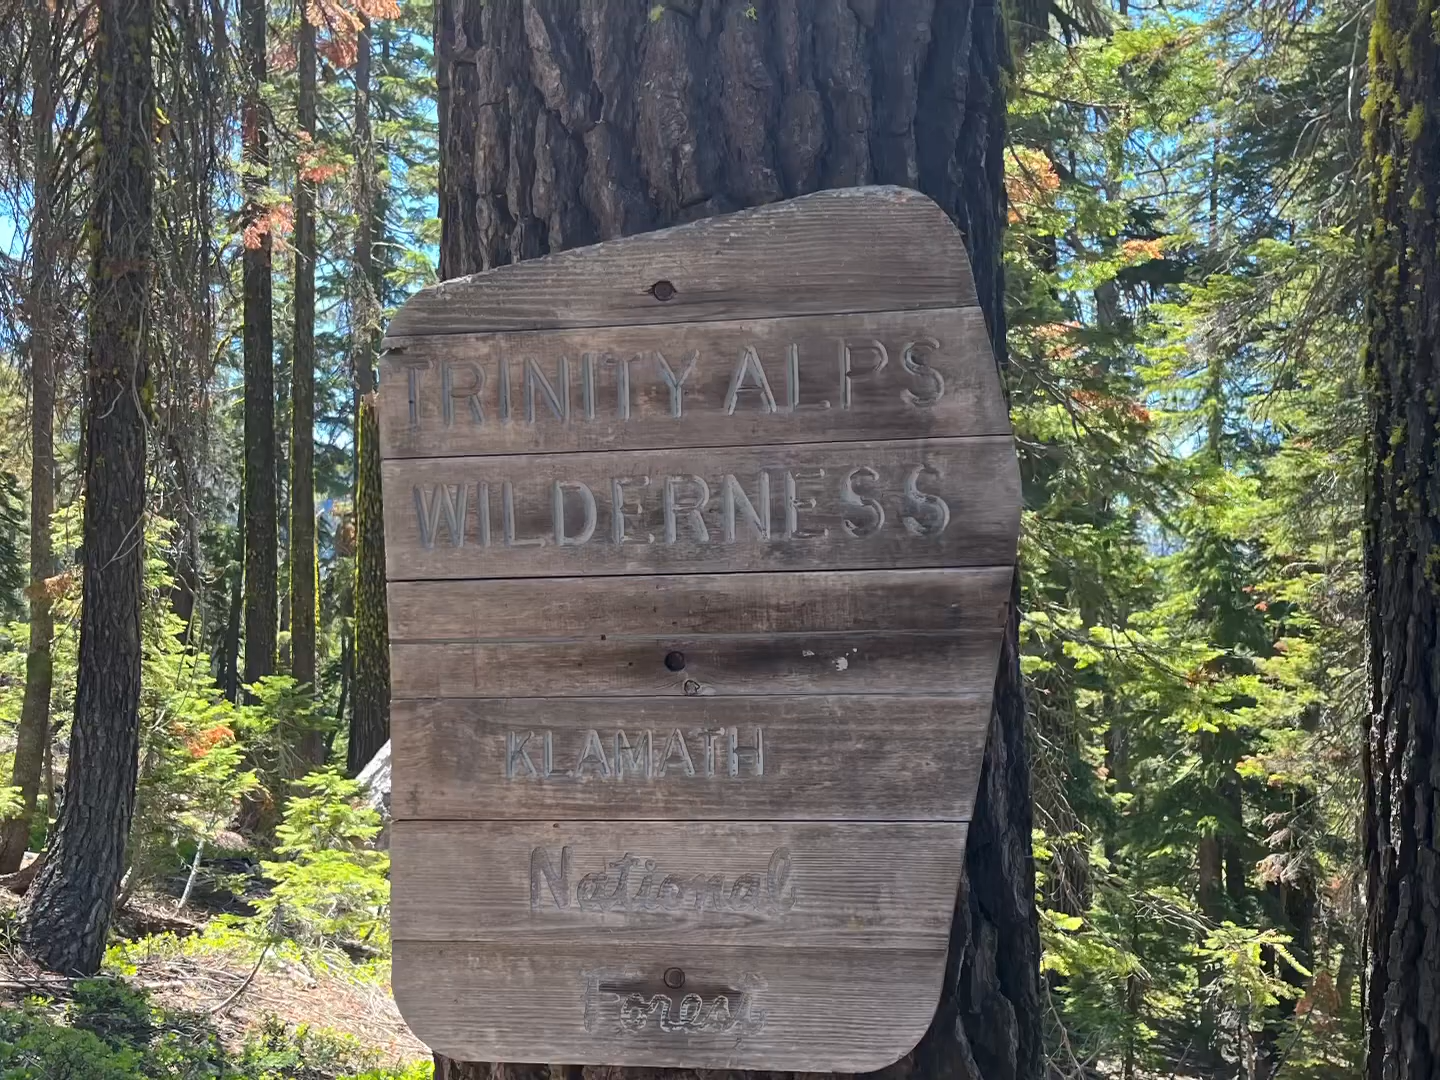 TRINITY ALPS
WILDERNESS
KLAMATH
National
Forest